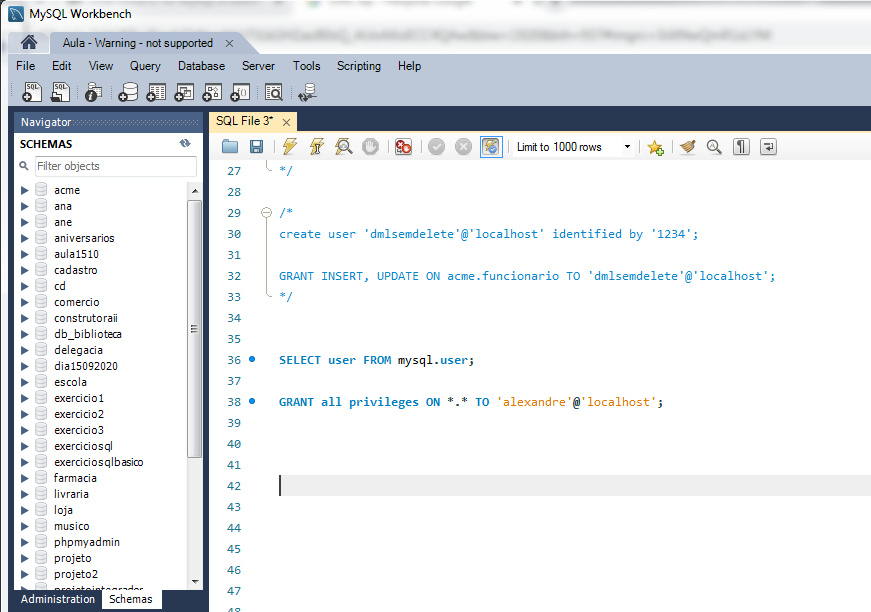 MySQL Workbench
Aula - Warning - not supported
File Edit View Query Database Server Tools Scripting Help
Navigator
SCHEMAS
Filter objects
acme
ana
ane
aniversarios
aula1510
cadastro
cd
comercio
construtoraii
db_biblioteca
delegacia
dia15092020
escola
exercicio1
exercicio2
exercicio3
exerciciosql
exerciciosqlbasico
farmacia
livraria
loja
musico
phpmyadmin
projeto
projeto2
projetointegrador
Administration Schemas
SQL File 3*
Limit to 1000 rows
27 */
28
29 /*
30 create user 'dmlsemdelete'@'localhost' identified by '1234';
31
32 GRANT INSERT, UPDATE ON acme.funcionario TO 'dmlsemdelete'@'localhost';
33 */
34
35
36 SELECT user FROM mysql.user;
37
38 GRANT all privileges ON *.* TO 'alexandre'@'localhost';
39
40
41
42
43
44
45
46
47
48